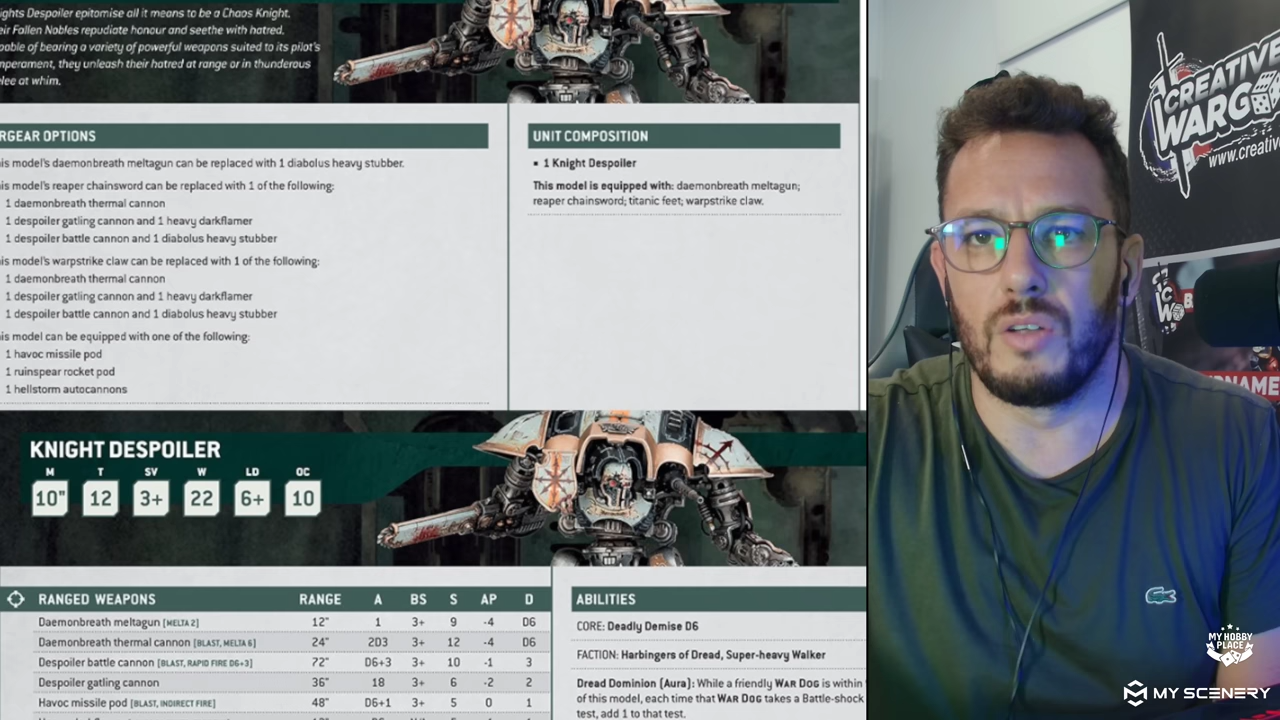 ights Despoiler epitomise all it means to be a Chaos Knight.
eir Fallen Nobles repudiate honour and seethe with hatred.
pable of bearing a variety of powerful weapons suited to its pilot's
mperament, they unleash their hatred at range or in thunderous
lee at whim.
RGEAR OPTIONS
is model's daemonbreath meltagun can be replaced with 1 diabolus heavy stubber.
is model's reaper chainsword can be replaced with 1 of the following:
1 daemonbreath thermal cannon
1 despoiler gatling cannon and 1 heavy darkflamer
1 despoiler battle cannon and 1 diabolus heavy stubber
is model's warpstrike claw can be replaced with 1 of the following:
1 daemonbreath thermal cannon
1 despoiler gatling cannon and 1 heavy darkflamer
1 despoiler battle cannon and 1 diabolus heavy stubber
is model can be equipped with one of the following:
1 havoc missile pod
1 ruinspear rocket pod
1 hellstorm autocannons
UNIT COMPOSITION
▪ 1 Knight Despoiler
This model is equipped with: daemonbreath meltagun;
reaper chainsword; titanic feet; warpstrike claw.
KNIGHT DESPOILER
M T SV W LD OC
10" 12 3+ 22 6+ 10
RANGED WEAPONS RANGE A BS S AP D
Daemonbreath meltagun [MELTA 2] 12" 1 3+ 9 -4 D6
Daemonbreath thermal cannon [BLAST, MELTA 6] 24" 2D3 3+ 12 -4 D6
Despoiler battle cannon [BLAST, RAPID FIRE D6+3] 72" D6+3 3+ 10 -1 3
Despoiler gatling cannon 36" 18 3+ 6 -2 2
Havoc missile pod [BLAST, INDIRECT FIRE] 48" D6+1 3+ 5 0 1
ABILITIES
CORE: Deadly Demise D6
FACTION: Harbingers of Dread, Super-heavy Walker
Dread Dominion (Aura): While a friendly WAR DOG is within
of this model, each time that WAR DOG takes a Battle-shock
test, add 1 to that test.
CREATIVE
WARG
www.creativ
MY HOBBY
PLACE
MY SCENERY